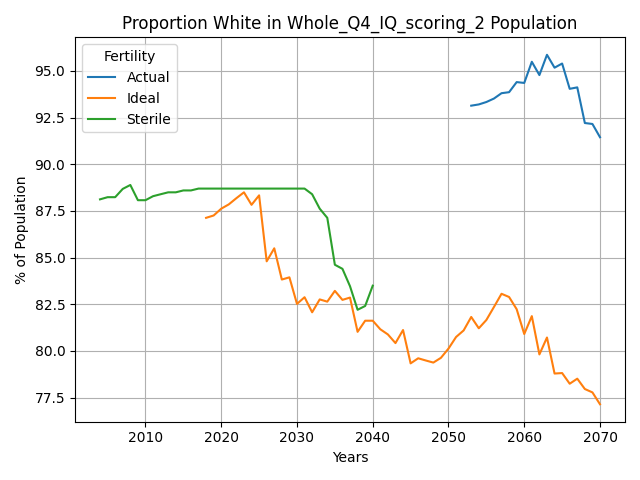 Proportion White in Whole_Q4_IQ_scoring_2 Population
Fertility
Actual
Ideal
Sterile
% of Population
95.0
92.5
90.0
87.5
85.0
82.5
80.0
77.5
2010 2020 2030 2040 2050 2060 2070
Years